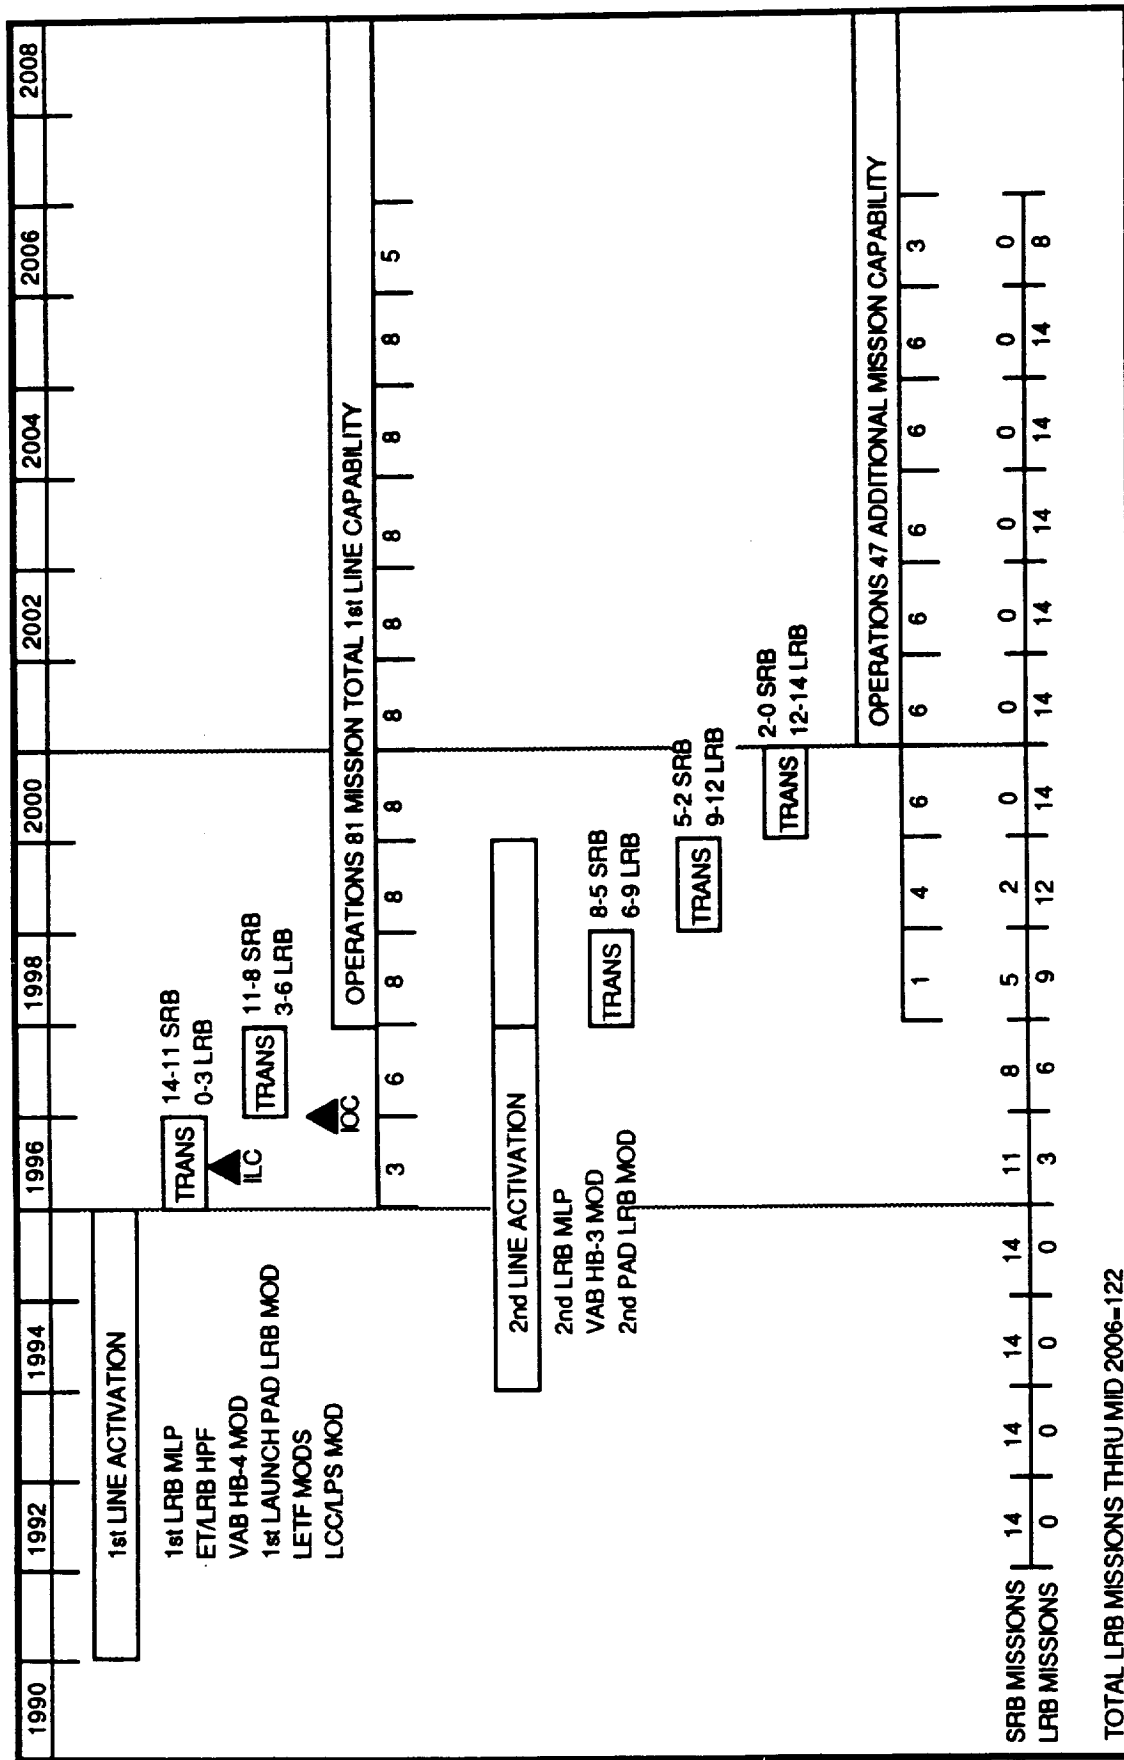 1990 1992 1994 1996 1998 2000 2002 2004 2006 2008
1st LINE ACTIVATION
1st LRB MLP
ET/LRB HPF
VAB HB-4 MOD
1st LAUNCH PAD LRB MOD
LETF MODS
LCC/LPS MOD
TRANS
14-11 SRB
0-3 LRB
ILC
TRANS
11-8 SRB
3-6 LRB
IOC
OPERATIONS 81 MISSION TOTAL 1st LINE CAPABILITY
3 6 8 8 8 8 8 8 8 8 5
2nd LINE ACTIVATION
2nd LRB MLP
VAB HB-3 MOD
2nd PAD LRB MOD
TRANS
8-5 SRB
6-9 LRB
TRANS
5-2 SRB
9-12 LRB
TRANS
2-0 SRB
12-14 LRB
OPERATIONS 47 ADDITIONAL MISSION CAPABILITY
1 4 6 6 6 6 6 6 3
SRB MISSIONS 14 14 14 14 11 8 5 2 0 0 0 0 0 0 0
LRB MISSIONS 0 0 0 0 3 6 9 12 14 14 14 14 14 14 8
TOTAL LRB MISSIONS THRU MID 2006=122